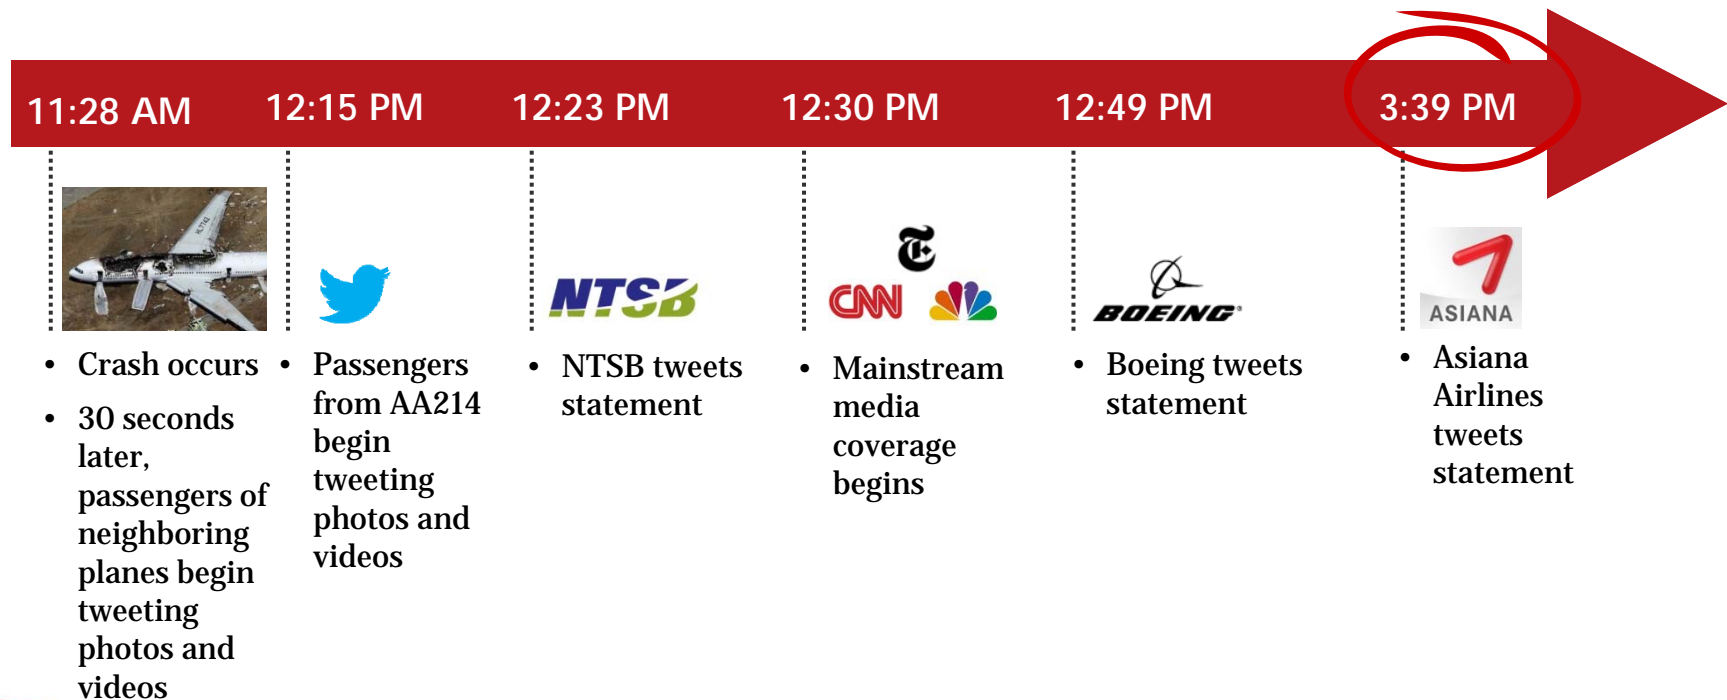 11:28 AM
12:15 PM
12:23 PM
12:30 PM
12:49 PM
3:39 PM
HL7742
NTSB
CNN
BOEING
ASIANA
• Crash occurs
• 30 seconds
later,
passengers of
neighboring
planes begin
tweeting
photos and
videos
• Passengers
from AA214
begin
tweeting
photos and
videos
• NTSB tweets
statement
• Mainstream
media
coverage
begins
• Boeing tweets
statement
• Asiana
Airlines
tweets
statement